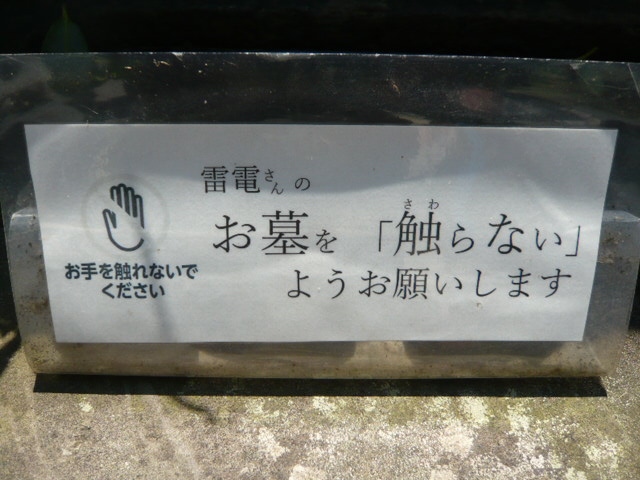 雷電さんの
お墓を「触らない」
さわ
ようお願いします
お手を触れないで
ください